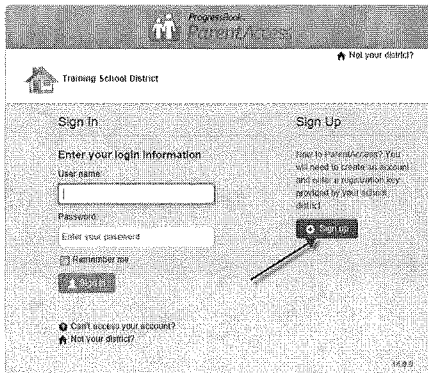 ProgressBook
ParentAccess
Not your district?
Training School District
Sign In
Enter your login information
User name
Password
Enter your password
Remember me
Sign Up
New to ParentAccess? You
will need to create an account
and enter a registration key
provided by your school
district.
Sign up
Can't access your account?
Not your district?